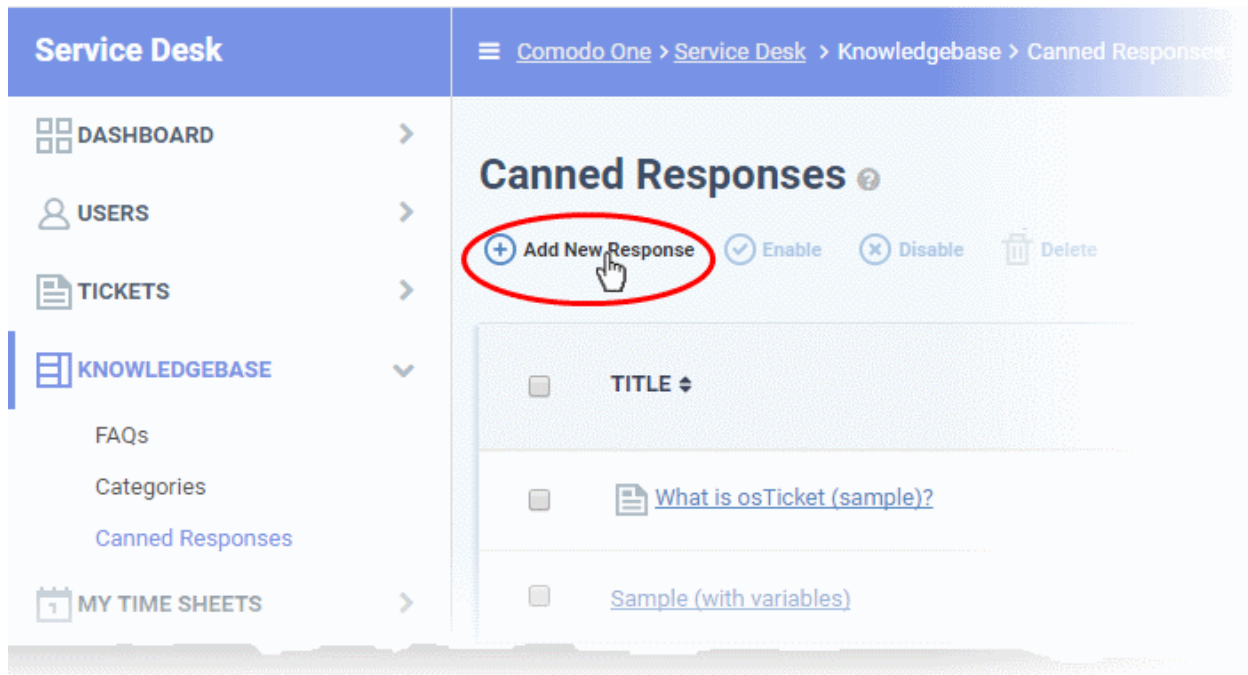 Service Desk
Comodo One > Service Desk > Knowledgebase > Canned Responses
DASHBOARD
USERS
TICKETS
KNOWLEDGEBASE
FAQs
Categories
Canned Responses
MY TIME SHEETS
Canned Responses ?
Add New Response Enable Disable Delete
TITLE
What is osTicket (sample)?
Sample (with variables)